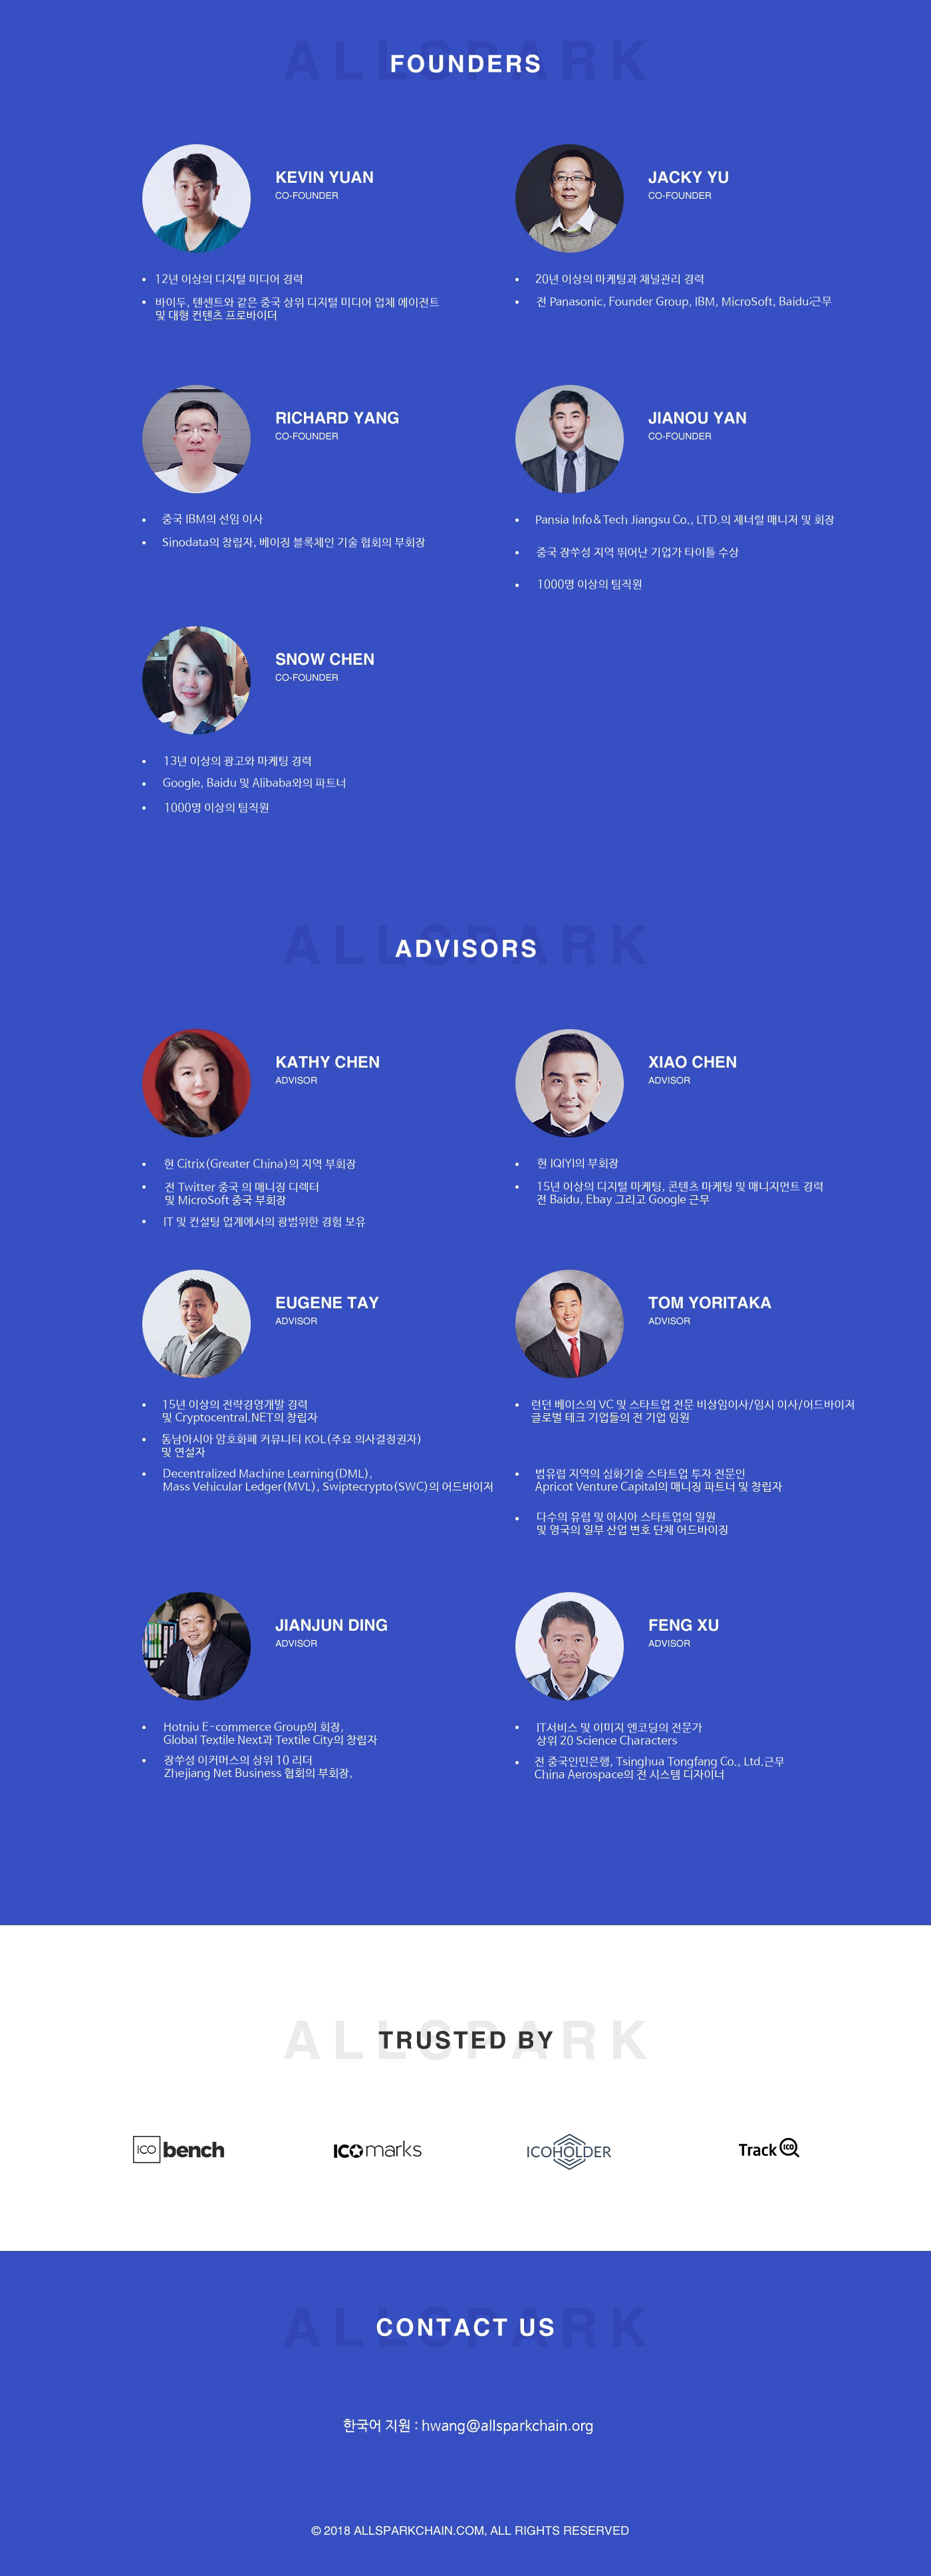 ALLSPARK
FOUNDERS
KEVIN YUAN
CO-FOUNDER
• 12년 이상의 디지털 미디어 경력
• 바이두, 텐센트와 같은 중국 상위 디지털 미디어 업체 에이전트
및 대형 컨텐츠 프로바이더
JACKY YU
CO-FOUNDER
• 20년 이상의 마케팅과 채널관리 경력
• 전 Panasonic, Founder Group, IBM, MicroSoft, Baidu근무
RICHARD YANG
CO-FOUNDER
• 중국 IBM의 선임 이사
• Sinodata의 창립자, 베이징 블록체인 기술 협회의 부회장
JIANOU YAN
CO-FOUNDER
• Pansia Info&Tech Jiangsu Co., LTD.의 제너럴 매니저 및 회장
• 중국 장쑤성 지역 뛰어난 기업가 타이틀 수상
• 1000명 이상의 팀직원
SNOW CHEN
CO-FOUNDER
• 13년 이상의 광고와 마케팅 경력
• Google, Baidu 및 Alibaba와의 파트너
• 1000명 이상의 팀직원
ALLSPARK
ADVISORS
KATHY CHEN
ADVISOR
• 현 Citrix(Greater China)의 지역 부회장
• 전 Twitter 중국 의 매니징 디렉터
및 MicroSoft 중국 부회장
• IT 및 컨설팅 업계에서의 광범위한 경험 보유
XIAO CHEN
ADVISOR
• 현 IQIYI의 부회장
• 15년 이상의 디지털 마케팅, 콘텐츠 마케팅 및 매니지먼트 경력
전 Baidu, Ebay 그리고 Google 근무
EUGENE TAY
ADVISOR
• 15년 이상의 전략경영개발 경력
및 Cryptocentral.NET의 창립자
• 동남아시아 암호화폐 커뮤니티 KOL(주요 의사결정권자)
및 연설자
• Decentralized Machine Learning(DML),
Mass Vehicular Ledger(MVL), Swiptecrypto(SWC)의 어드바이저
TOM YORITAKA
ADVISOR
• 런던 베이스의 VC 및 스타트업 전문 비상임이사/임시 이사/어드바이저
글로벌 테크 기업들의 전 기업 임원
• 범유럽 지역의 심화기술 스타트업 투자 전문인
Apricot Venture Capital의 매니징 파트너 및 창립자
• 다수의 유럽 및 아시아 스타트업의 일원
및 영국의 일부 산업 변호 단체 어드바이징
JIANJUN DING
ADVISOR
• Hotniu E-commerce Group의 회장,
Global Textile Next과 Textile City의 창립자
• 장쑤성 이커머스의 상위 10 리더
Zhejiang Net Business 협회의 부회장,
FENG XU
ADVISOR
• IT서비스 및 이미지 엔코딩의 전문가
상위 20 Science Characters
• 전 중국인민은행, Tsinghua Tongfang Co., Ltd.근무
China Aerospace의 전 시스템 디자이너
ALLSPARK
TRUSTED BY
ICO bench
ICOmarks
ICOHOLDER
Track ICO
ALLSPARK
CONTACT US
한국어 지원 : hwang@allsparkchain.org
© 2018 ALLSPARKCHAIN.COM, ALL RIGHTS RESERVED